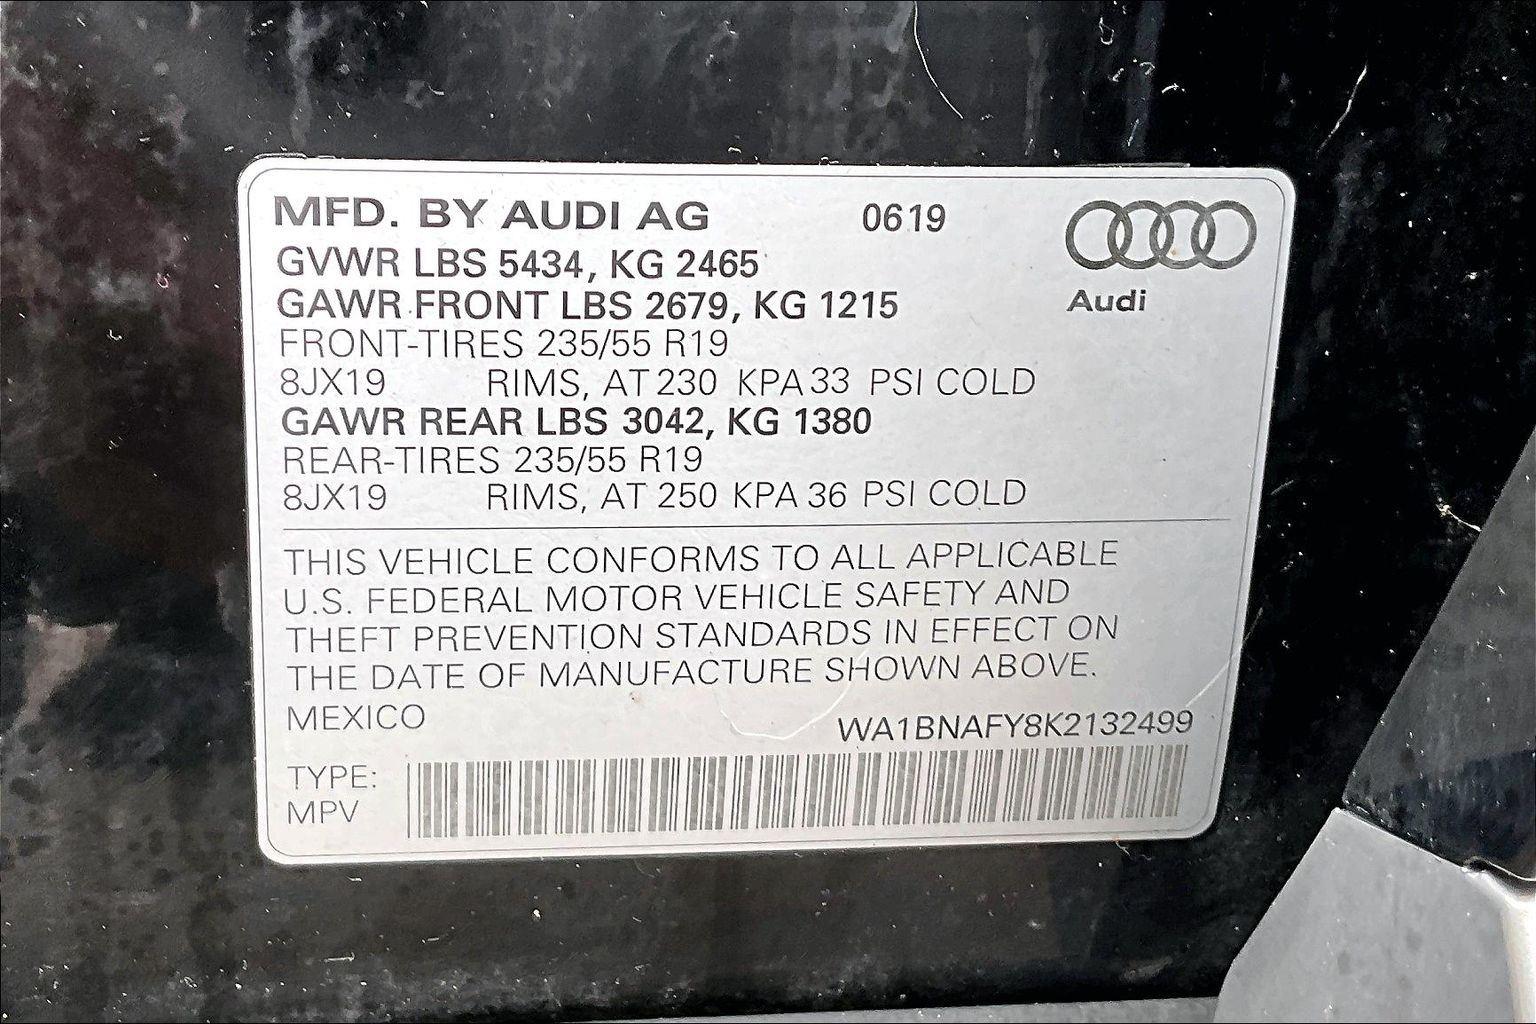 MFD. BY AUDI AG 0619
GVWR LBS 5434, KG 2465
GAWR FRONT LBS 2679, KG 1215
Audi
FRONT-TIRES 235/55 R19
8JX19 RIMS, AT 230 KPA 33 PSI COLD
GAWR REAR LBS 3042, KG 1380
REAR-TIRES 235/55 R19
8JX19 RIMS, AT 250 KPA 36 PSI COLD
THIS VEHICLE CONFORMS TO ALL APPLICABLE
U.S. FEDERAL MOTOR VEHICLE SAFETY AND
THEFT PREVENTION STANDARDS IN EFFECT ON
THE DATE OF MANUFACTURE SHOWN ABOVE.
MEXICO WA1BNAFY8K2132499
TYPE:
MPV